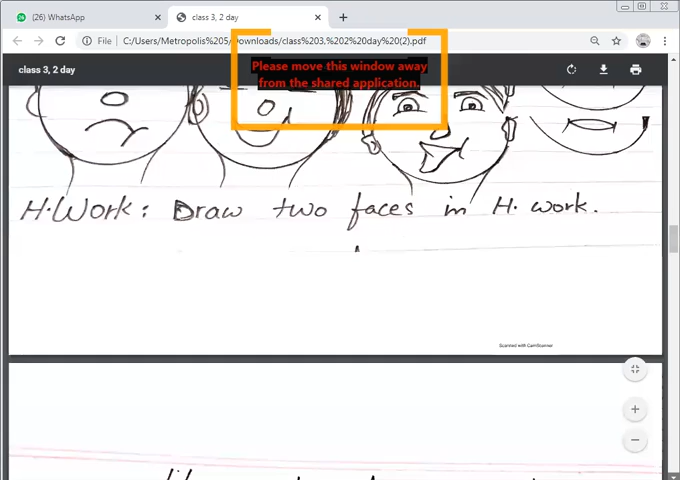 (26) WhatsApp
class 3, 2 day
File
C:/Users/Metropolis%205/Downloads/class%203,%202%20day%20(2).pdf
Please move this window away
from the shared application.
class 3, 2 day
H.Work: Draw two faces in H. work.
Scanned with CamScanner